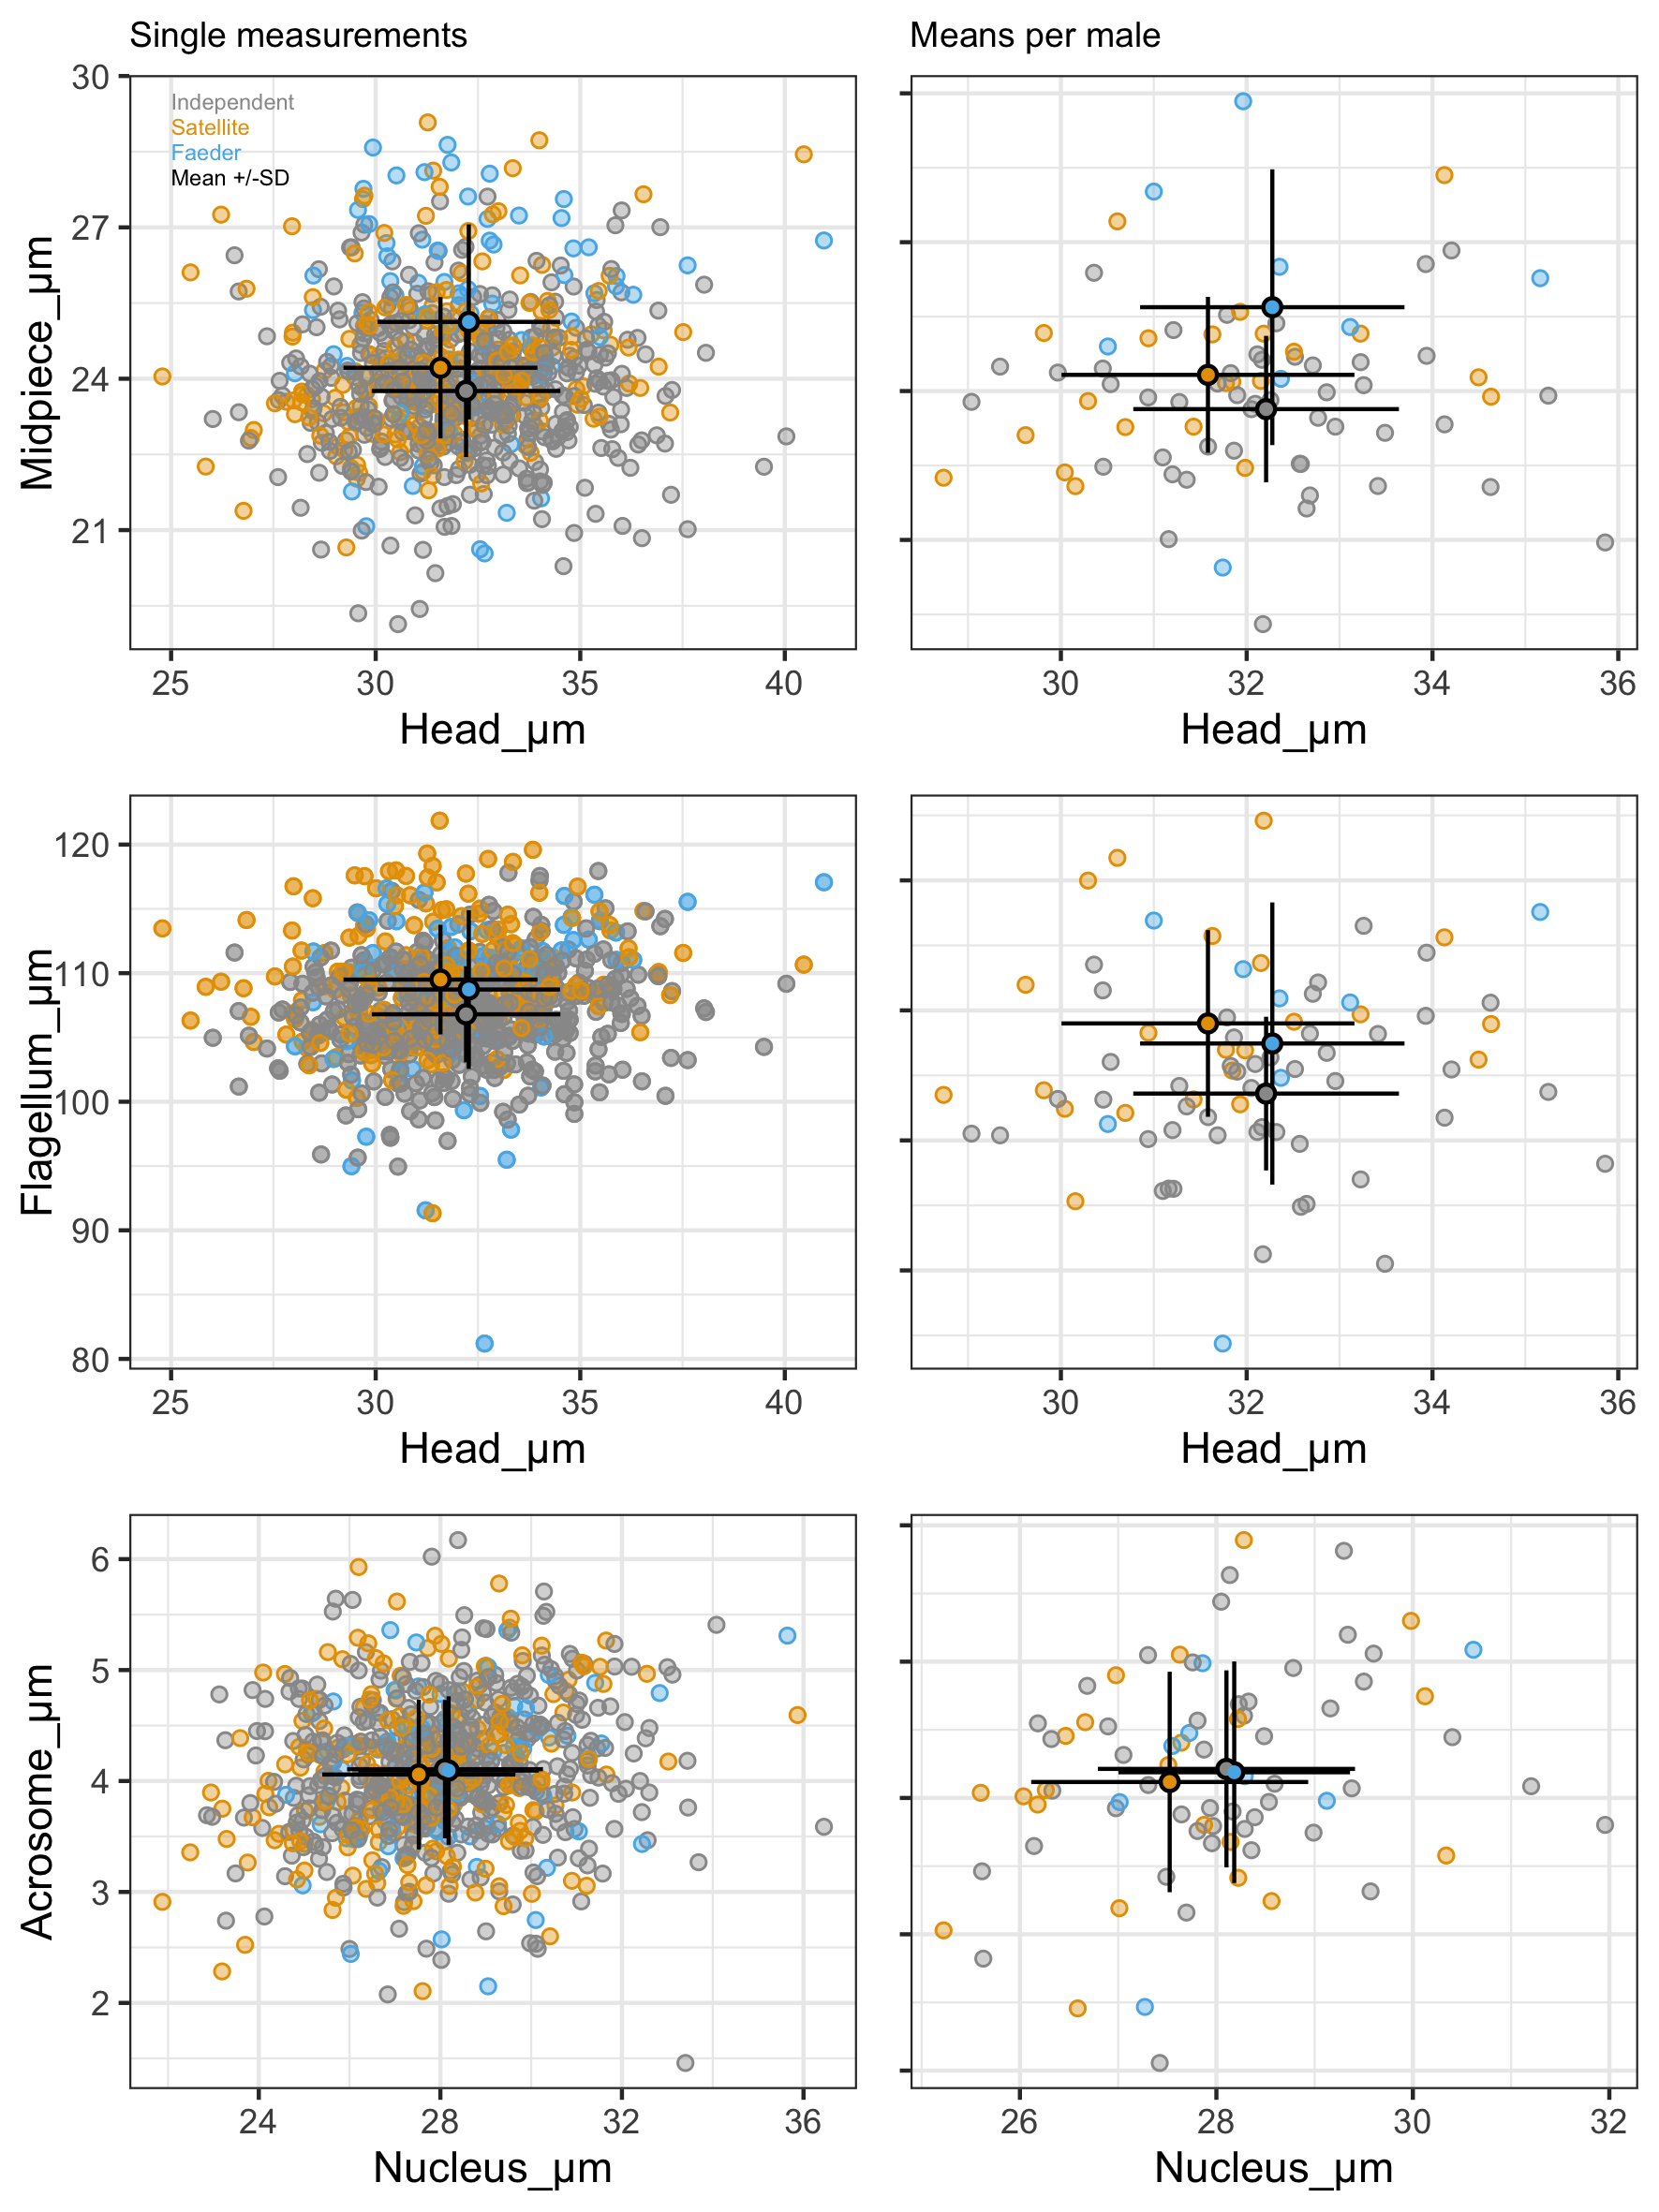 Single measurements
Means per male
30
27
24
21
Midpiece_µm
Independent
Satellite
Faeder
Mean +/-SD
25 30 35 40
30 32 34 36
Head_µm
Head_µm
120
110
100
90
80
Flagellum_µm
25 30 35 40
30 32 34 36
Head_µm
Head_µm
6
5
4
3
2
Acrosome_µm
24 28 32 36
26 28 30 32
Nucleus_µm
Nucleus_µm